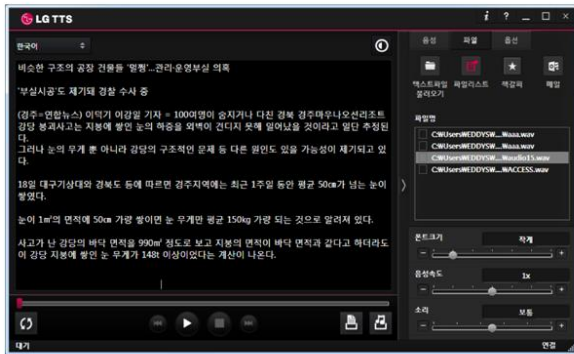 LG TTS
한국어
비슷한 구조의 공장 건물들 '멀쩡'...관리·운영부실 의혹
'부실시공'도 제기돼 경찰 수사 중
(경주=연합뉴스) 이덕기 이강일 기자 = 100여명이 숨지거나 다친 경북 경주마우나오션리조트
강당 붕괴사고는 지붕에 쌓인 눈의 하중을 외벽이 견디지 못해 일어났을 것이라고 일단 추정된
다.
그러나 눈의 무게 뿐 아니라 강당의 구조적인 문제 등 다른 원인도 있을 가능성이 제기되고 있
다.
18일 대구기상대와 경북도 등에 따르면 경주지역에는 최근 1주일 동안 평균 50㎝가 넘는 눈이
쌓였다.
눈이 1㎡의 면적에 50㎝ 가량 쌓이면 눈 무게만 평균 150kg 가량 되는 것으로 알려져 있다.
사고가 난 강당의 바닥 면적을 990㎡ 정도로 보고 지붕의 면적이 바닥 면적과 같다고 하더라도
이 강당 지붕에 쌓인 눈 무게가 148t 이상이었다는 계산이 나온다.
음성 파일 옵션
텍스트파일 불러오기 파일리스트 책갈피 메일
파일명
C:₩Users₩EDDYSW...₩aaa.wav
C:₩Users₩EDDYSW...₩aaa.wav
C:₩Users₩EDDYSW...₩audio15.wav
C:₩Users₩EDDYSW...₩ACCESS.wav
폰트크기 작게
음성속도 1x
소리 보통
대기 연결